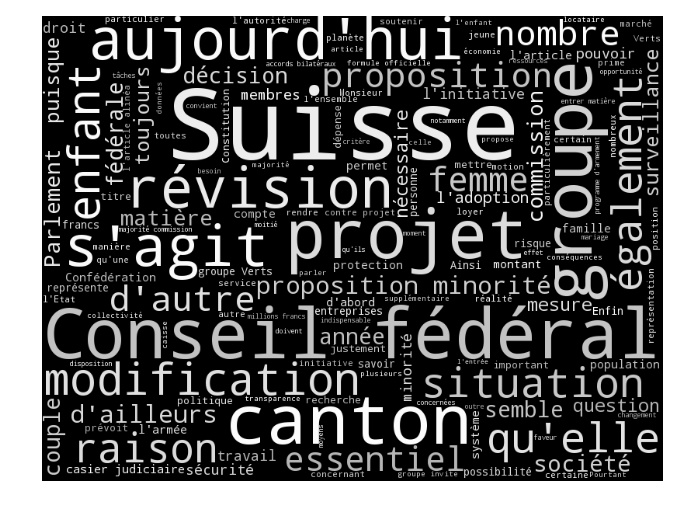 particulier
l'autorité
charge
soutenir
l'enfant
locataire
marché
droit
aujourd'hui
planète
article
jeune
nombre
Verts
économie
l'article
pouvoir
puisque
décision
accords bilatéraux
formule officielle
ressources
prime
opportunité
proposition
tâches
données
l'article alinéa
fédérale
toujours
enfant
membres
Monsieur
l'ensemble
l'initiative
entrer matière
Suisse
convient
Constitution
toutes
dépense
critère
notamment
celle
propose
commission
particulièrement
certain
nombreux
surveillance
groupe
également
programme d'armement
besoin
majorité
permet
mettre
motion
nécessaire
personne
femme
révision
titre
l'adoption
Parlement
francs
matière
compte
rendre contre projet
loyer
famille
mariage
position
majorité commission
moitié
manière
qu'une
s'agit
projet
qu'ils
moment
risque
effet
conséquences
Confédération
groupe Verts
parler
protection
Ainsi
montant
représente
service
proposition minorité
réalité
l'Etat
d'autre
d'abord
supplémentaire
entreprises
mesure
Enfin
représentation
collectivité
autre
millions francs
indispensable
doivent
année
caisse
Conseil fédéral
justement
minorité
disposition
initiative
savoir
plusieurs
l'entrée
important
population
modification
situation
politique
transparence
recherche
concernées
outre
changement
couple
d'ailleurs
canton
semble
question
prévoit
l'armée
moyens
système
faveur
qu'elle
raison
travail
essentiel
société
casier judiciaire
sécurité
concernant
groupe invite
possibilité
certaine
Pourtant